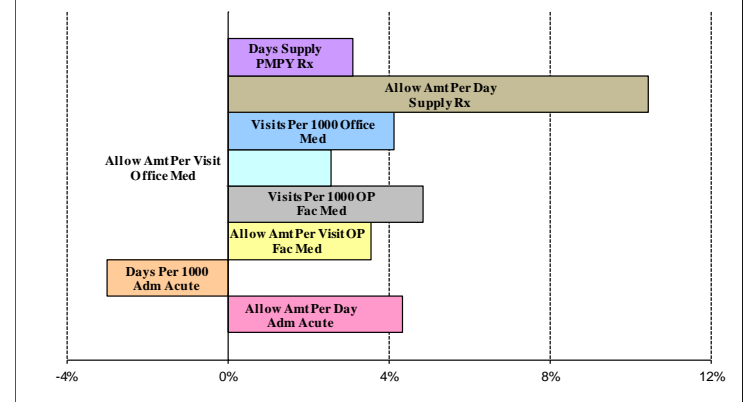 Days Supply
PMPY Rx
Allow Amt Per Day
Supply Rx
Visits Per 1000 Office
Med
Allow Amt Per Visit
Office Med
Visits Per 1000 OP
Fac Med
Allow Amt Per Visit OP
Fac Med
Days Per 1000
Adm Acute
Allow Amt Per Day
Adm Acute
-4% 0% 4% 8% 12%